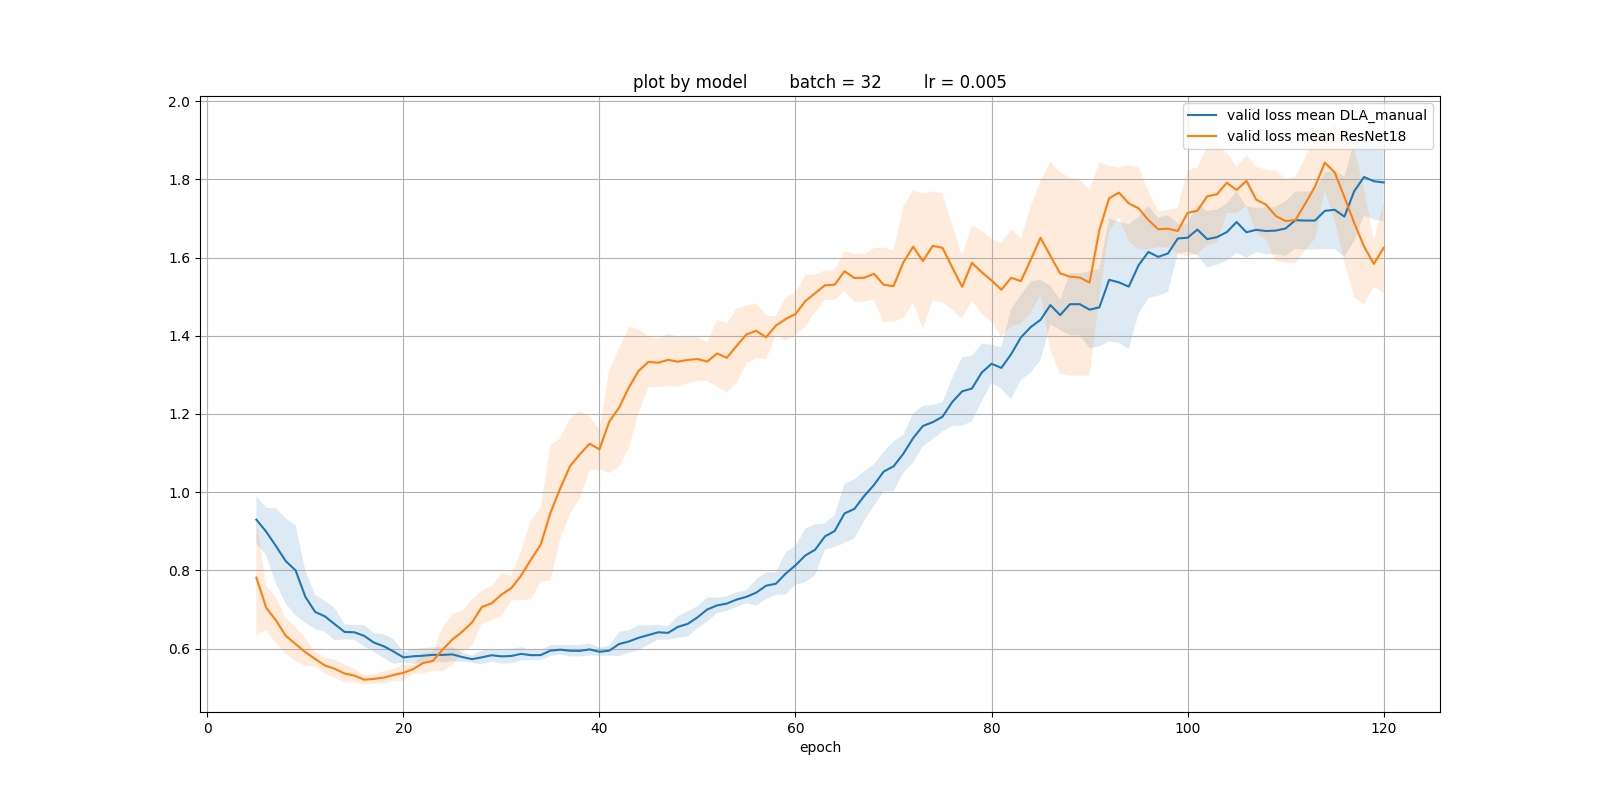 plot by model batch = 32 lr = 0.005
valid loss mean DLA_manual
valid loss mean ResNet18
2.0
1.8
1.6
1.4
1.2
1.0
0.8
0.6
0 20 40 60 80 100 120
epoch